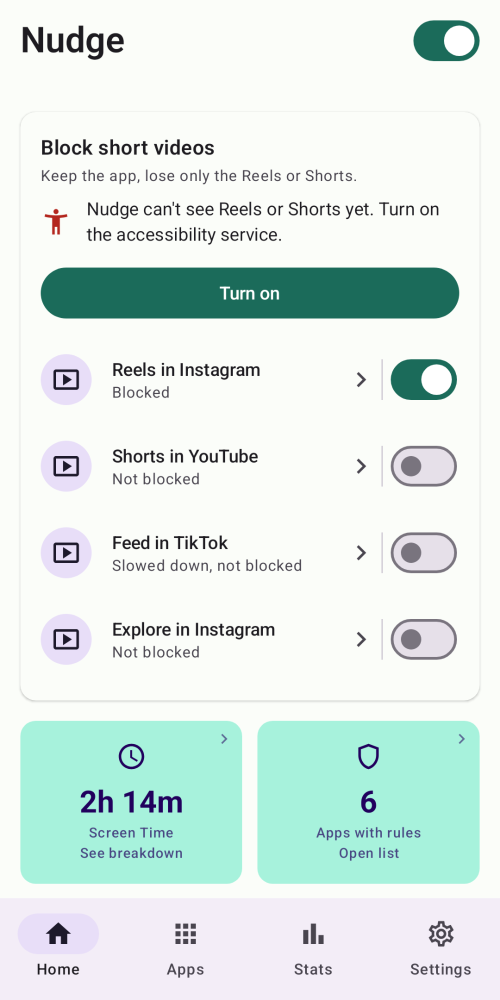 Nudge
Block short videos
Keep the app, lose only the Reels or Shorts.
Nudge can't see Reels or Shorts yet. Turn on
the accessibility service.
Turn on
Reels in Instagram
Blocked
Shorts in YouTube
Not blocked
Feed in TikTok
Slowed down, not blocked
Explore in Instagram
Not blocked
2h 14m
Screen Time
See breakdown
6
Apps with rules
Open list
Home
Apps
Stats
Settings